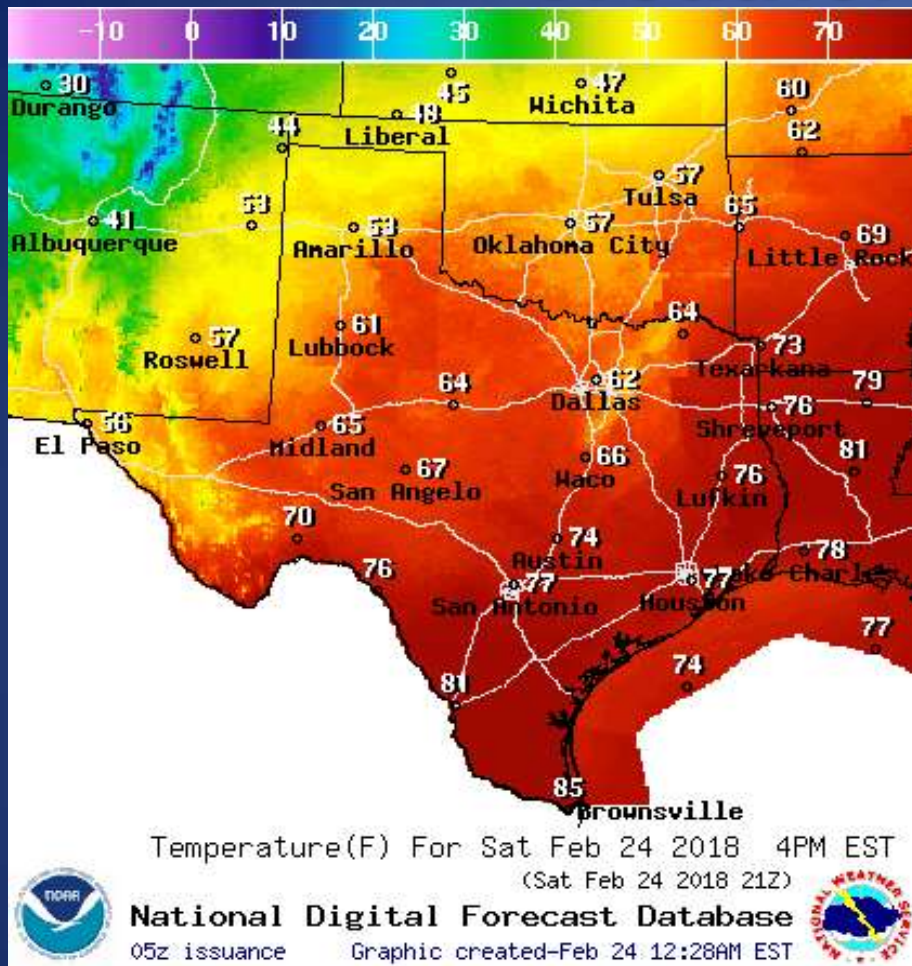 -10 0 10 20 30 40 50 60 70
30 45 47 60
Durango 48 Wichita
44 Liberal 62
57
Tulsa
41 53 53 57 65 69
Albuquerque Amarillo Oklahoma City Little Rock
57 61 64
Roswell Lubbock 73
Texarkana
64 62 79
Dallas 76
56 65 Shreveport
El Paso Midland 66 81
67 Waco 76
San Angelo Lufkin
70 74 78
Austin
76 77 77
San Antonio Houston
77
81 74
85
Brownsville
Temperature(F) For Sat Feb 24 2018 4PM EST
(Sat Feb 24 2018 21Z)
National Digital Forecast Database
05z issuance Graphic created-Feb 24 12:28AM EST
NOAA
NATIONAL WEATHER SERVICE